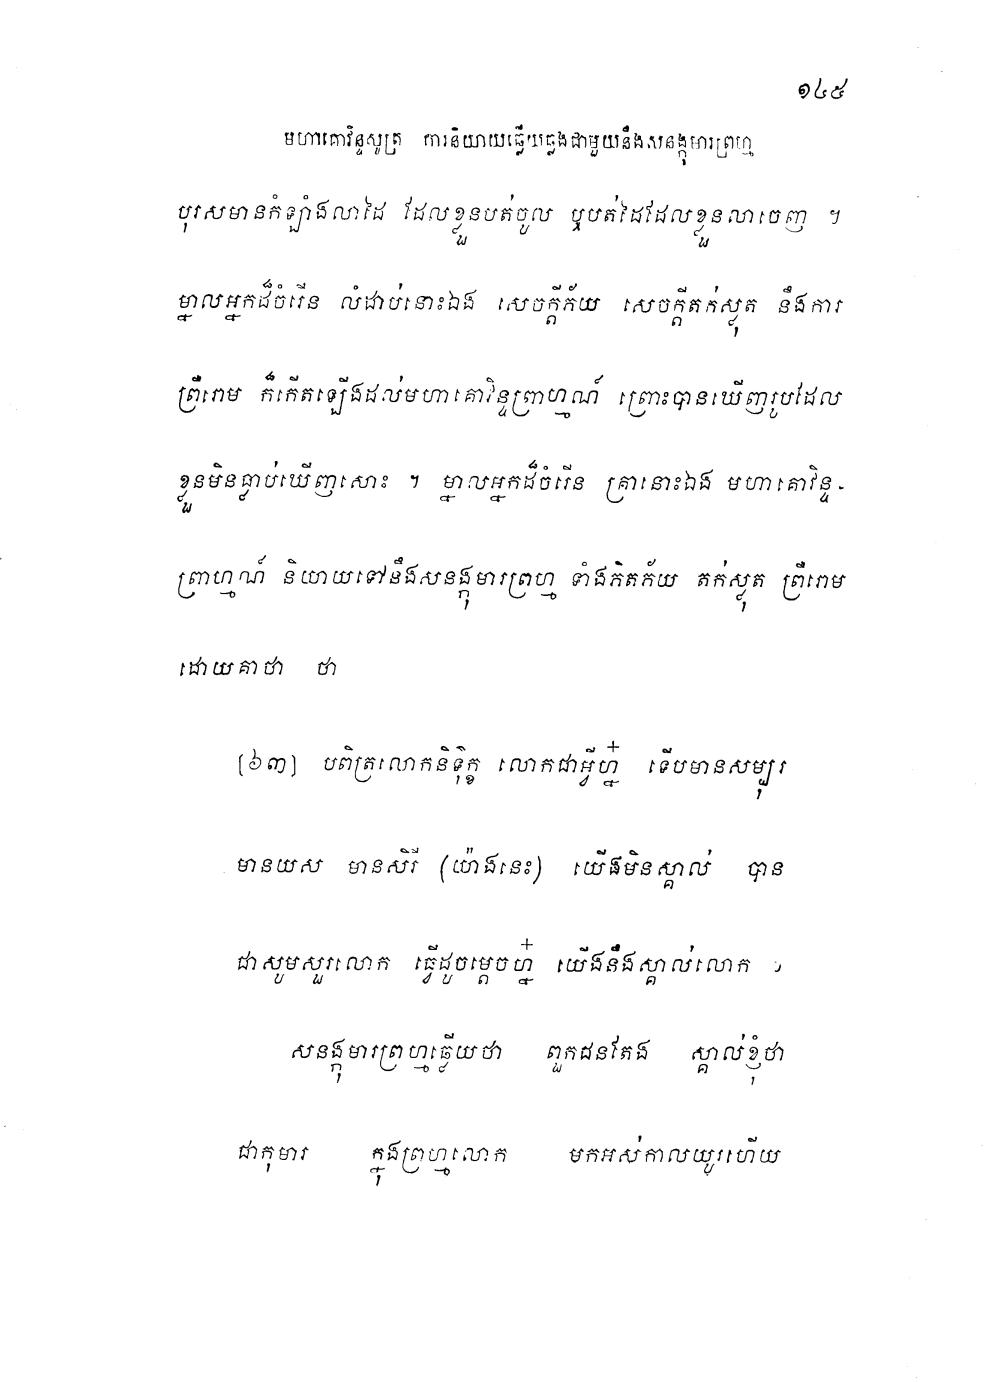 ១៤៥
មហាគោវិន្ទសូត្រ ការនិយាយឆ្លើយឆ្លងជាមួយនឹងសនង្កុមារព្រហ្ម
បុរសមានកំឡាំងលាដៃ ដែលខ្លួនបត់ចូល ឬបត់ដៃដែលខ្លួនលាចេញ ។
ម្នាលអ្នកដ៏ចំរើន លំដាប់នោះឯង សេចក្តីភ័យ សេចក្តីតក់ស្លុត នឹងការ
ព្រឺរោម ក៏កើតឡើងដល់មហាគោវិន្ទព្រាហ្មណ៍ ព្រោះបានឃើញរូបដែល
ខ្លួនមិនធ្លាប់ឃើញសោះ ។ ម្នាលអ្នកដ៏ចំរើន គ្រានោះឯង មហាគោវិន្ទ-
ព្រាហ្មណ៍ និយាយទៅនឹងសនង្កុមារព្រហ្ម ទាំងភិតភ័យ តក់ស្លុត ព្រឺរោម
ដោយគាថា ថា
[៦៣] បពិត្រលោកនិទ៌ុក្ខ លោកជាអ្វីហ្ន៎ ទើបមានសម្បុរ
មានយស មានសិរី (យ៉ាងនេះ) យើងមិនស្គាល់ បាន
ជាសូមសួរលោក ធ្វើដូចម្តេចហ្ន៎ យើងនឹងស្គាល់លោក ។
សនង្កុមារព្រហ្មឆ្លើយថា ពួកជនតែង ស្គាល់ខ្ញុំថា
ជាកុមារ ក្នុងព្រហ្មលោក មកអស់កាលយូរហើយ